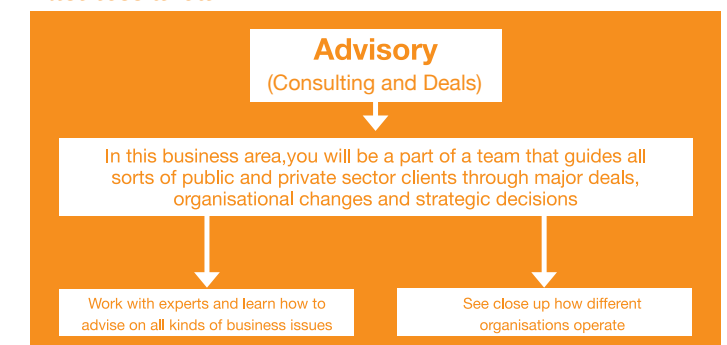 Advisory
(Consulting and Deals)
In this business area,you will be a part of a team that guides all
sorts of public and private sector clients through major deals,
organisational changes and strategic decisions
Work with experts and learn how to
advise on all kinds of business issues
See close up how different
organisations operate